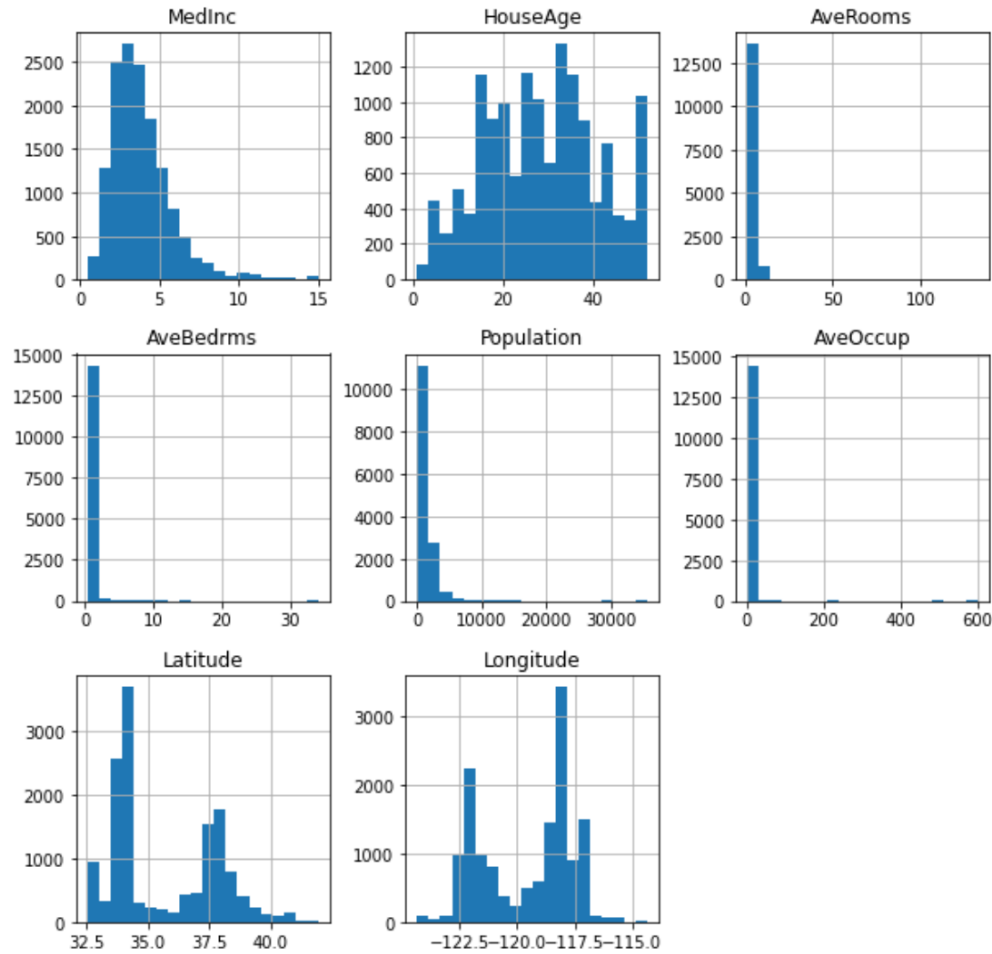 MedInc
HouseAge
AveRooms
2500
2000
1500
1000
500
0
0 5 10 15
1200
1000
800
600
400
200
0
0 20 40
12500
10000
7500
5000
2500
0
0 50 100
AveBedrms
Population
AveOccup
15000
12500
10000
7500
5000
2500
0
0 10 20 30
10000
8000
6000
4000
2000
0
0 10000 20000 30000
15000
12500
10000
7500
5000
2500
0
0 200 400 600
Latitude
Longitude
3000
2000
1000
0
32.5 35.0 37.5 40.0
3000
2000
1000
0
−122.5 −120.0 −117.5 −115.0